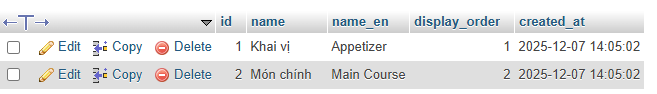 id name name_en display_order created_at
Edit Copy Delete 1 Khai vị Appetizer 1 2025-12-07 14:05:02
Edit Copy Delete 2 Món chính Main Course 2 2025-12-07 14:05:02